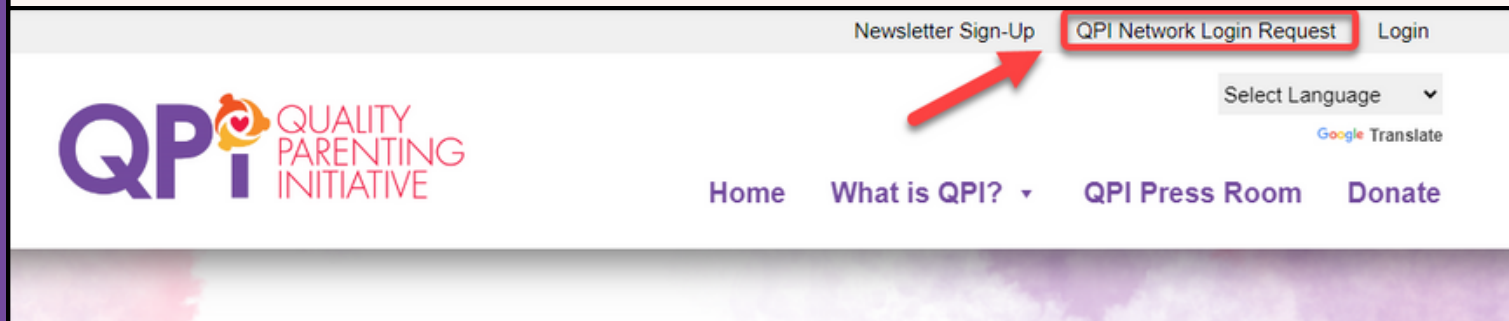 Newsletter Sign-Up QPI Network Login Request Login
Select Language
Google Translate
QPi QUALITY
PARENTING
INITIATIVE
Home What is QPI? QPI Press Room Donate